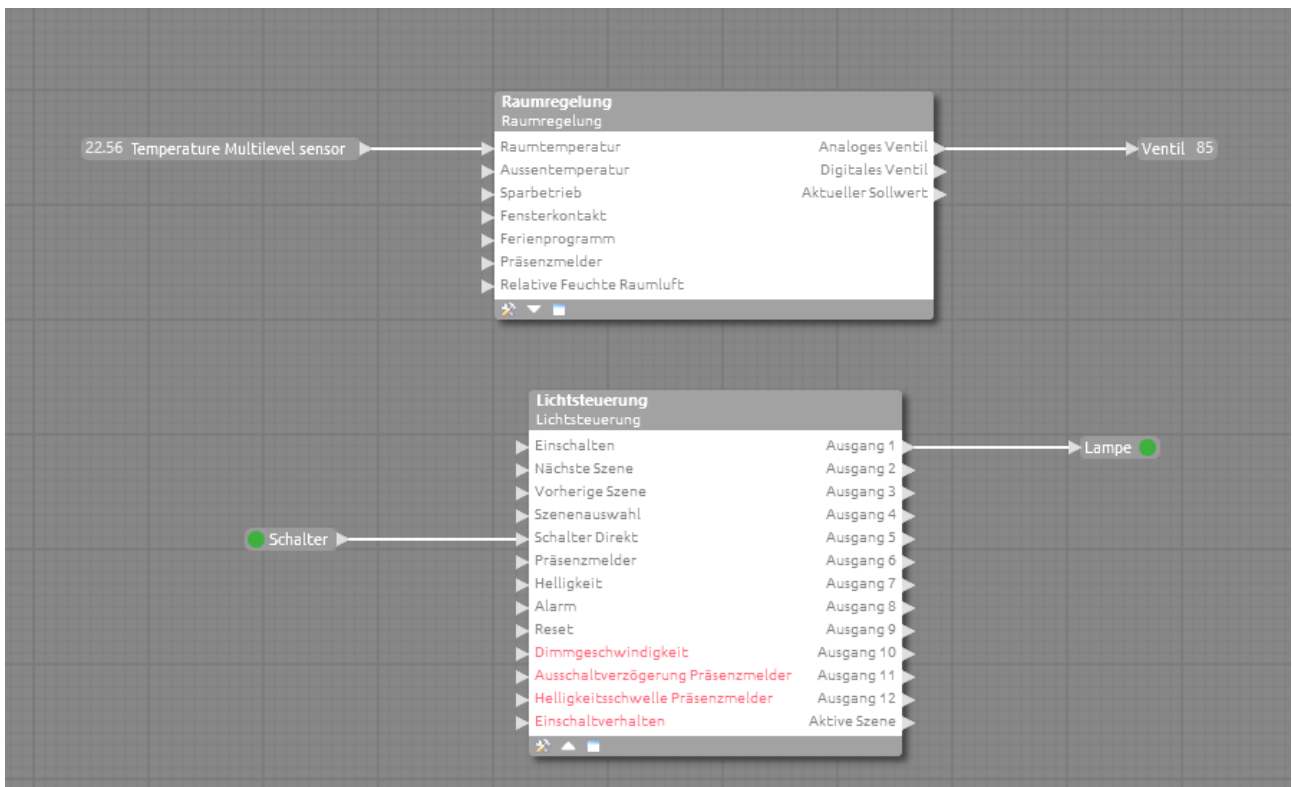 Raumregelung
Raumregelung
22.56 Temperature Multilevel sensor
Raumtemperatur Analoges Ventil
Ventil 85
Aussentemperatur Digitales Ventil
Sparbetrieb Aktueller Sollwert
Fensterkontakt
Ferienprogramm
Präsenzmelder
Relative Feuchte Raumluft
Lichtsteuerung
Lichtsteuerung
Einschalten Ausgang 1
Lampe
Nächste Szene Ausgang 2
Vorherige Szene Ausgang 3
Szenenauswahl Ausgang 4
Schalter
Schalter Direkt Ausgang 5
Präsenzmelder Ausgang 6
Helligkeit Ausgang 7
Alarm Ausgang 8
Reset Ausgang 9
Dimmgeschwindigkeit Ausgang 10
Ausschaltverzögerung Präsenzmelder Ausgang 11
Helligkeitsschwelle Präsenzmelder Ausgang 12
Einschaltverhalten Aktive Szene